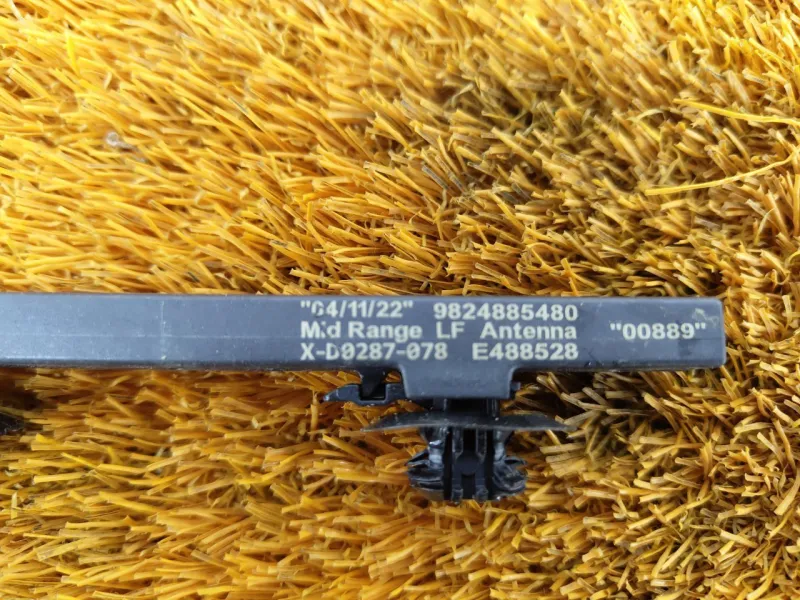 "04/11/22" 9824885480
Mid Range LF Antenna "00889"
X-D0287-078 E488528